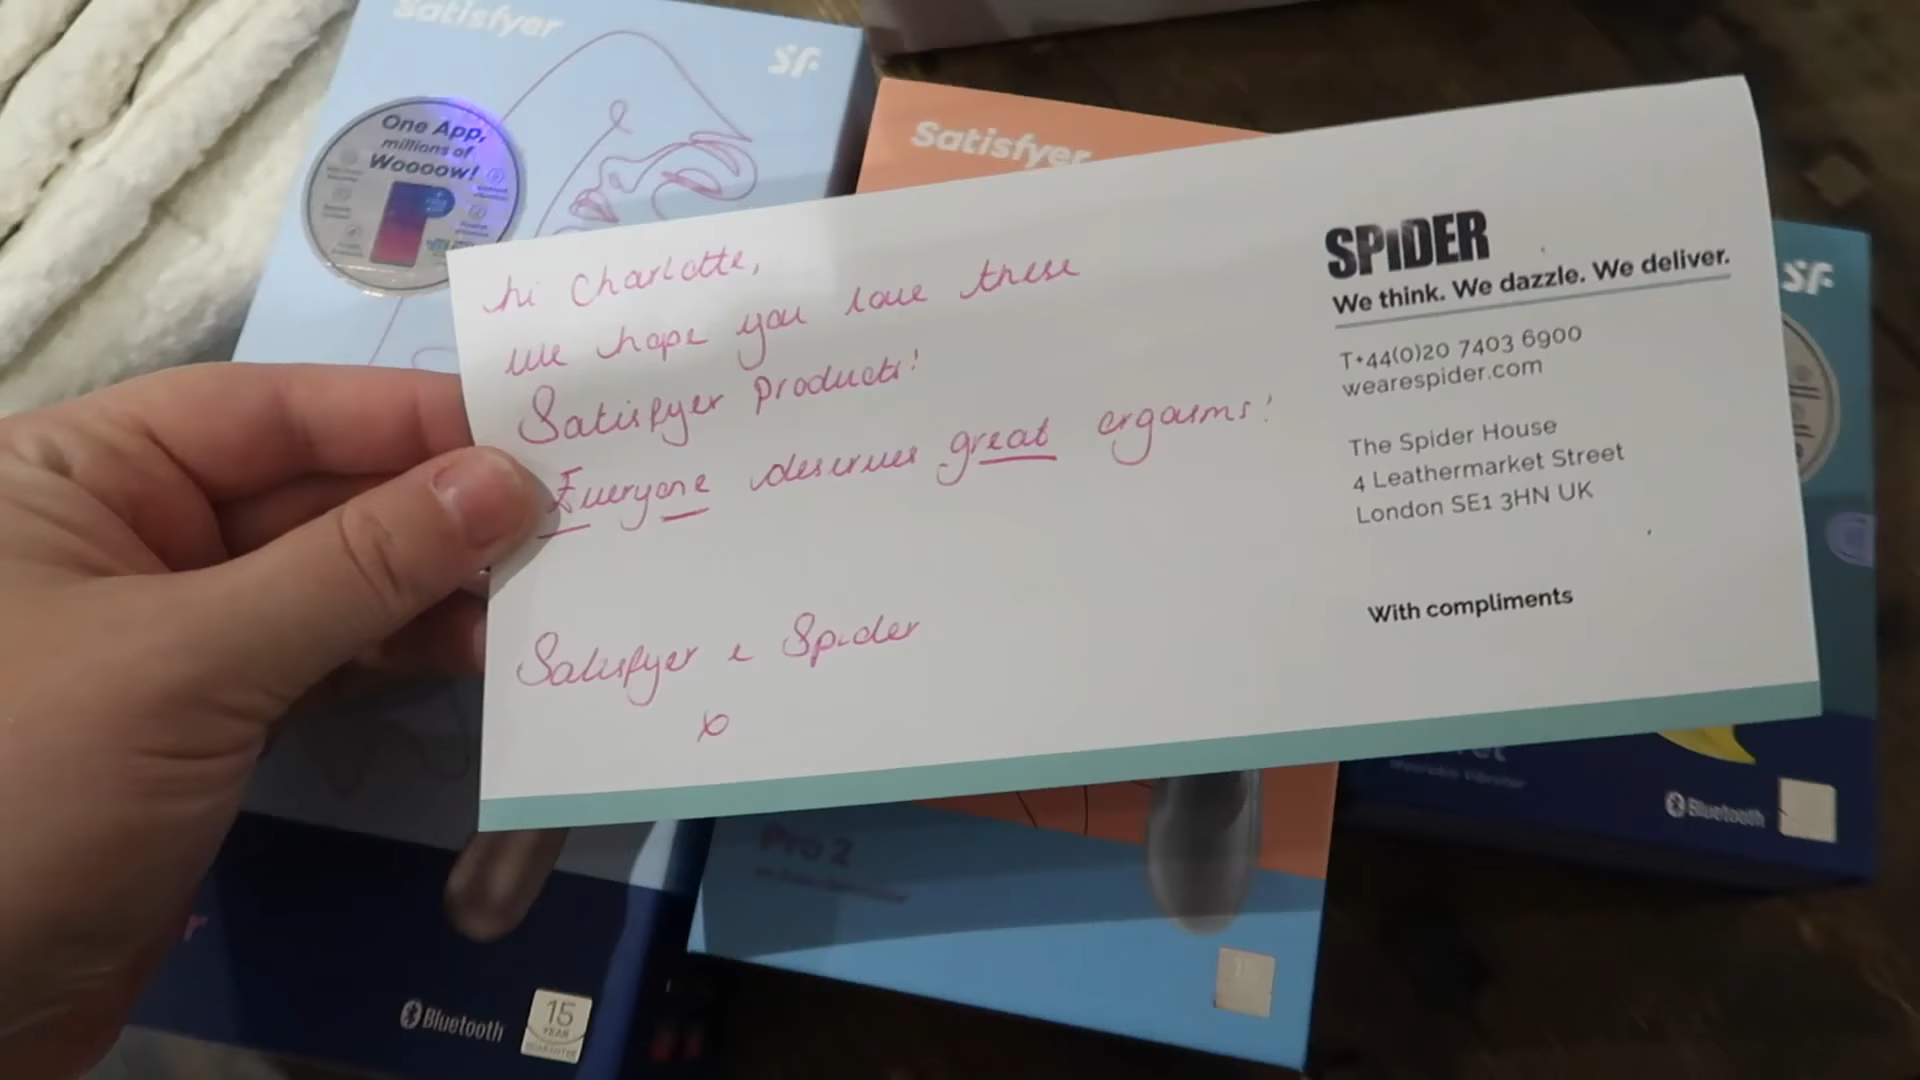 Satisfyer
SF
One App,
millions of
Woooow!
Satisfyer
SF
hi Charlotte,
we hope you love these
Satisfyer products!
Everyone deserves great orgasms!
Satisfyer & Spider
x
SPiDER
We think. We dazzle. We deliver.
T+44(0)20 7403 6900
wearespider.com
The Spider House
4 Leathermarket Street
London SE1 3HN UK
With compliments
Pro 2
Bluetooth
Bluetooth
15
YEAR
GUARANTEE